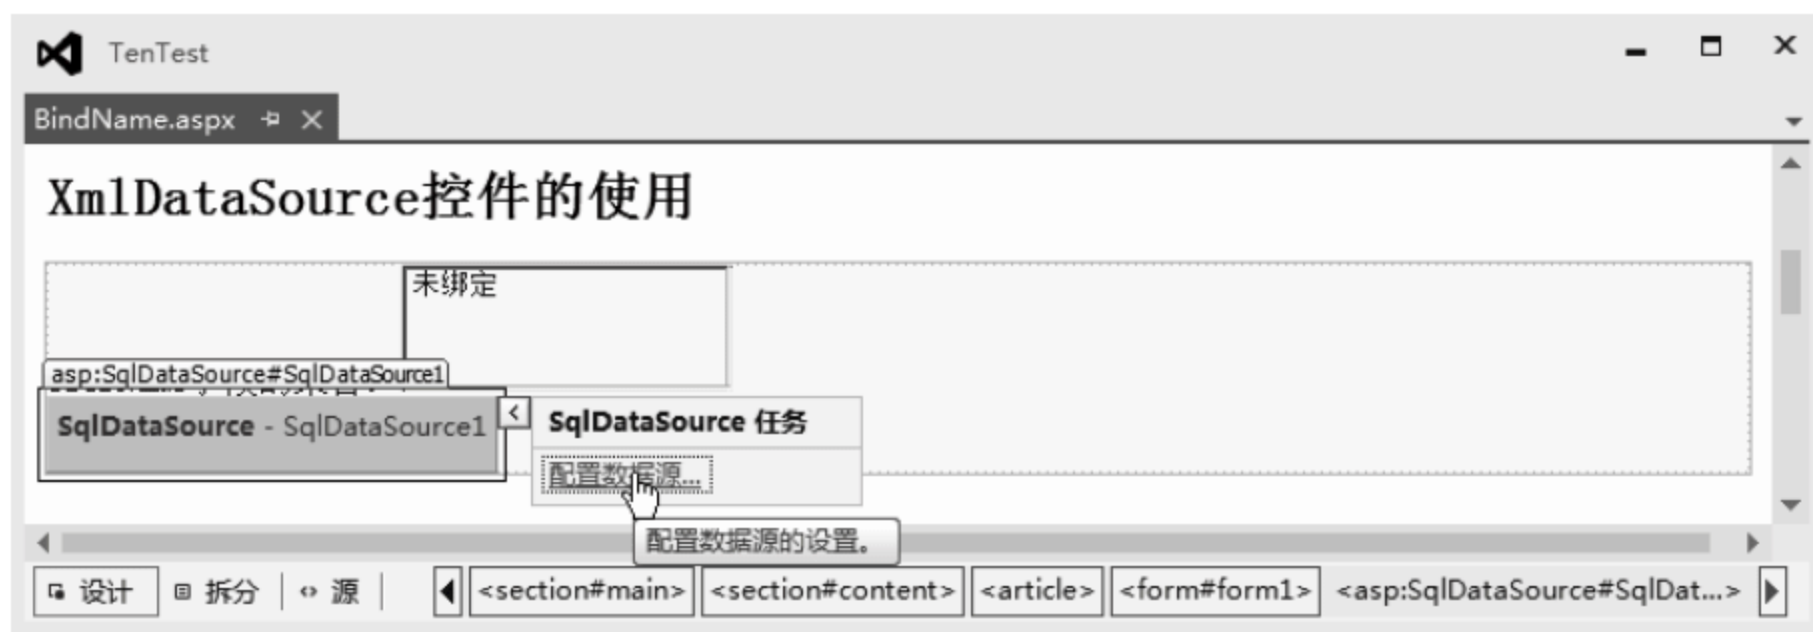 TenTest
BindName.aspx
XmlDataSource控件的使用
未绑定
asp:SqlDataSource#SqlDataSource1
SqlDataSource - SqlDataSource1
SqlDataSource 任务
配置数据源...
配置数据源的设置。
设计 拆分 源 <section#main> <section#content> <article> <form#form1> <asp:SqlDataSource#SqlDat...>